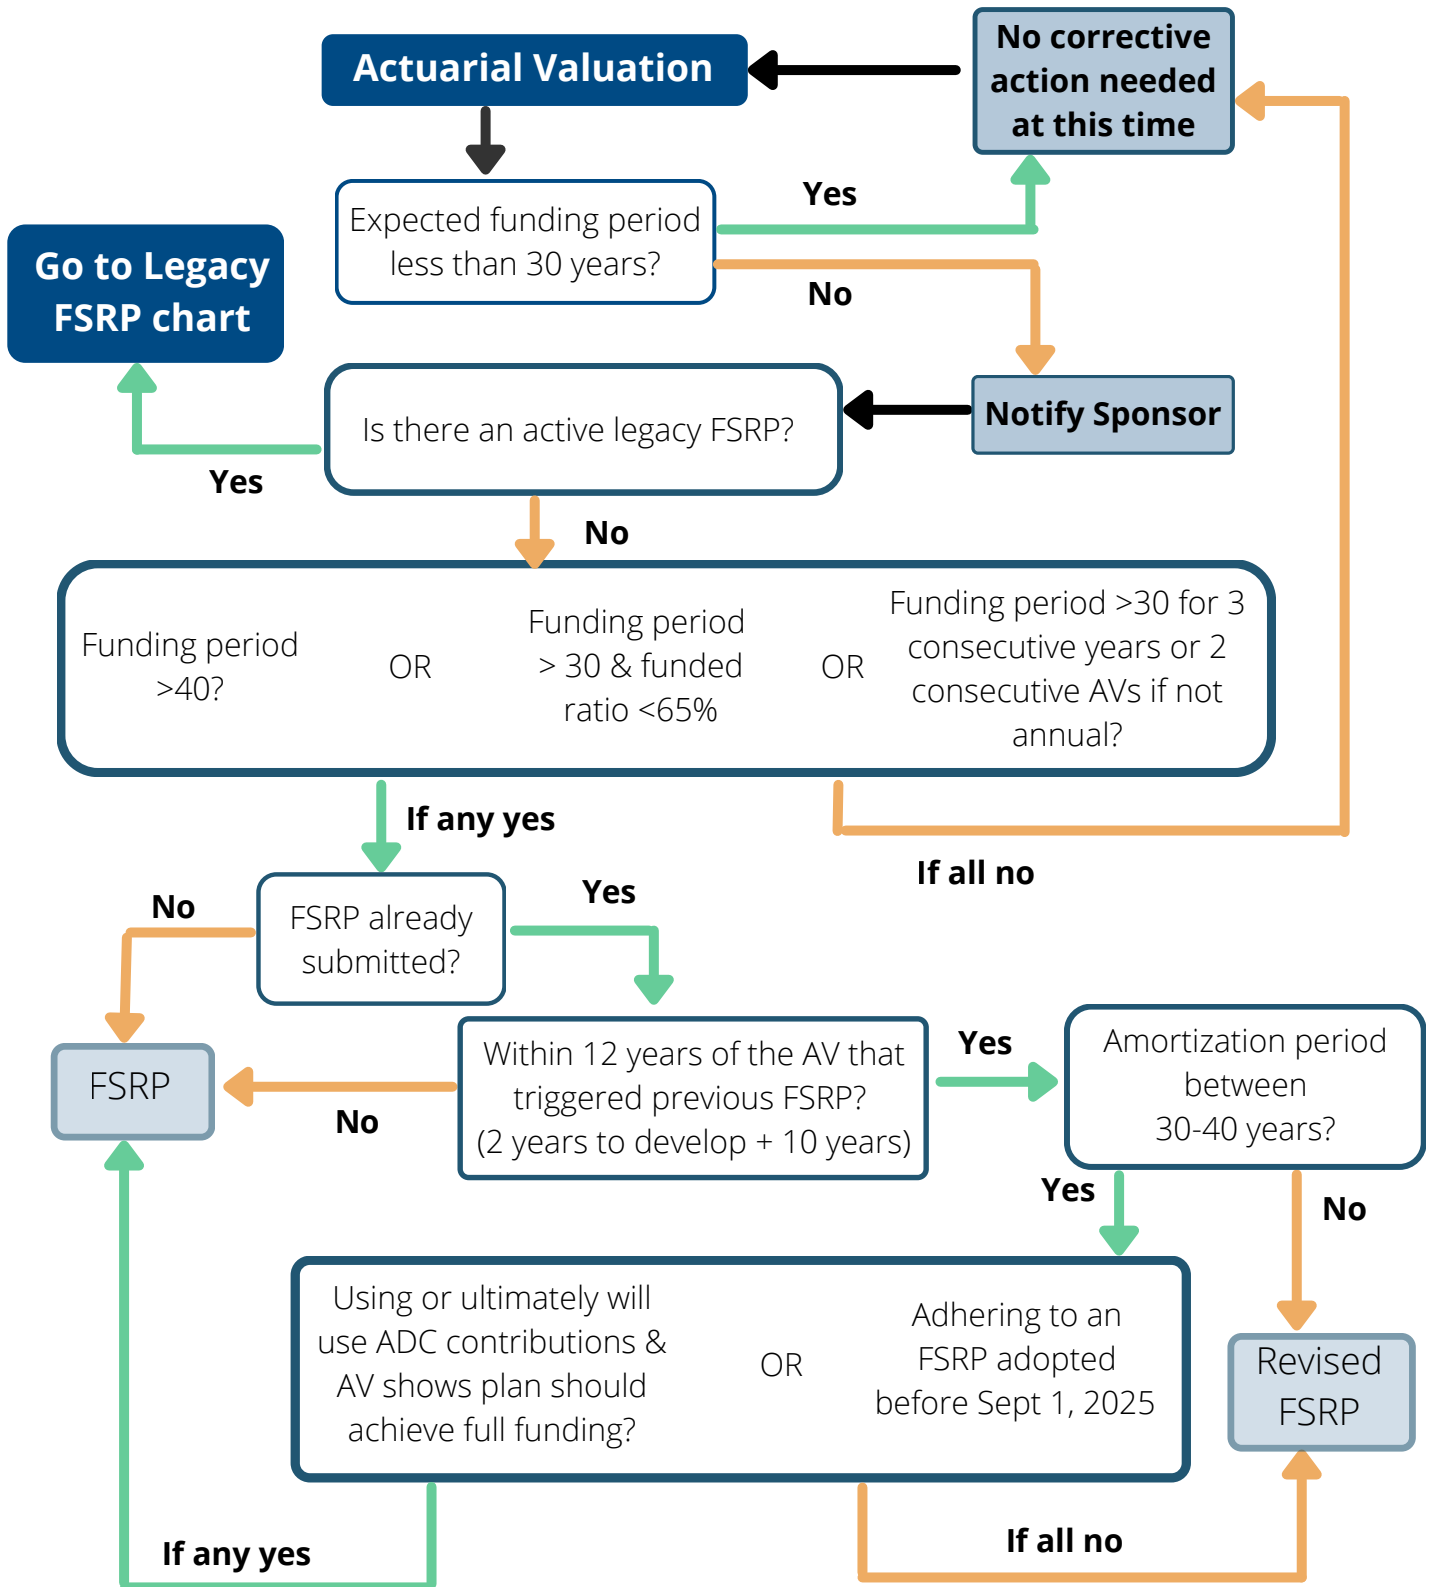 Actuarial Valuation
No corrective
action needed
at this time
Expected funding period
less than 30 years?
Yes
No
Go to Legacy
FSRP chart
Notify Sponsor
Is there an active legacy FSRP?
Yes
No
Funding period
>40?
OR
Funding period
> 30 & funded
ratio <65%
OR
Funding period >30 for 3
consecutive years or 2
consecutive AVs if not
annual?
If any yes
If all no
FSRP already
submitted?
No
Yes
FSRP
Within 12 years of the AV that
triggered previous FSRP?
(2 years to develop + 10 years)
No
Yes
Amortization period
between
30-40 years?
Yes
No
Using or ultimately will
use ADC contributions &
AV shows plan should
achieve full funding?
OR
Adhering to an
FSRP adopted
before Sept 1, 2025
Revised
FSRP
If any yes
If all no